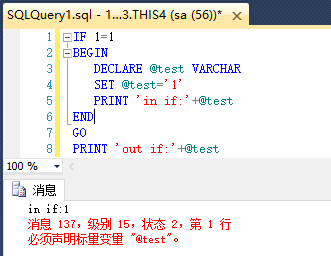 SQLQuery1.sql - 1...3.THIS4 (sa (56))*
1 IF 1=1
2 BEGIN
3 DECLARE @test VARCHAR
4 SET @test='1'
5 PRINT 'in if:'+@test
6 END
7 GO
8 PRINT 'out if:'+@test
100 %
消息
in if:1
消息 137，级别 15，状态 2，第 1 行
必须声明标量变量 "@test"。